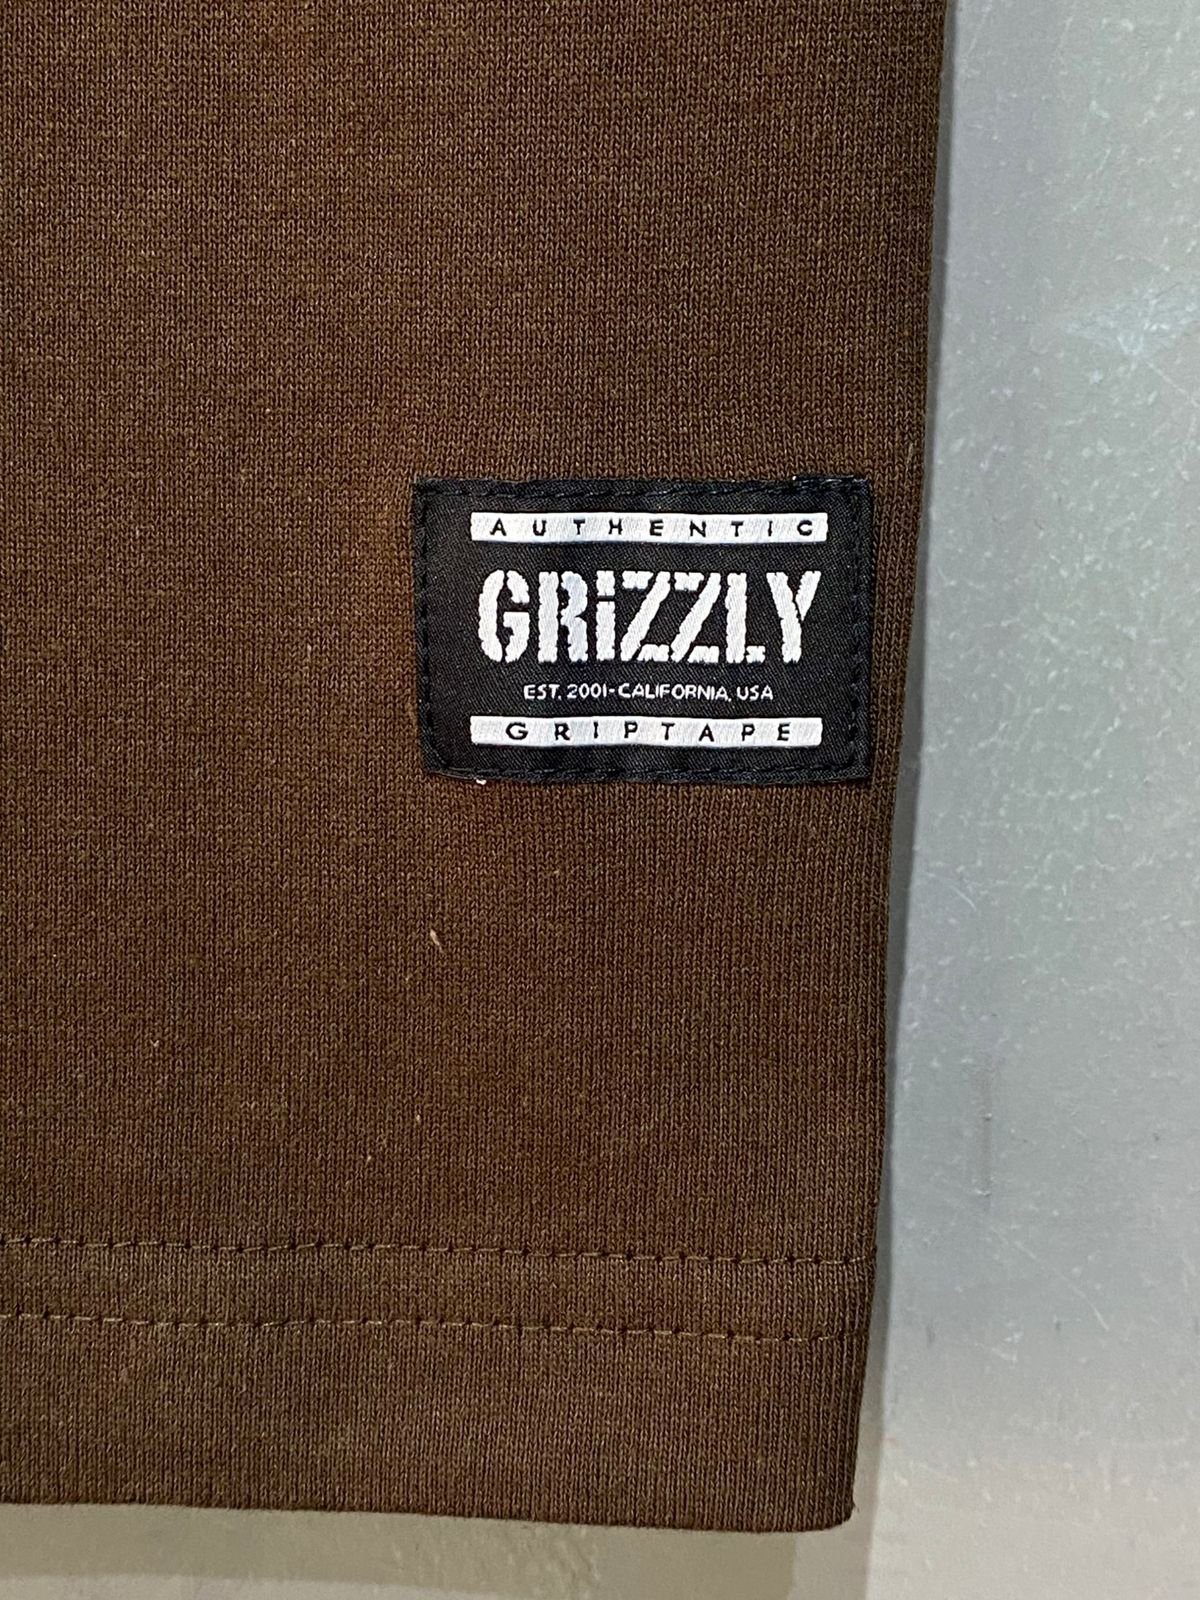 AUTHENTIC
GRiZZLY
EST. 2001-CALIFORNIA, USA
GRIPTAPE